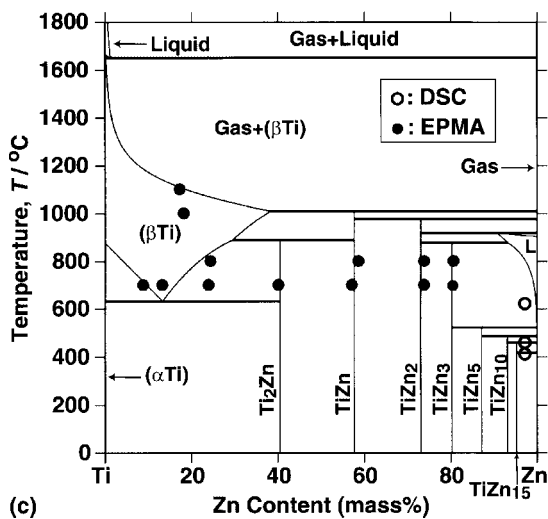 1800
1600
1400
1200
1000
800
600
400
200
0
Temperature, T / °C
Liquid
Gas+Liquid
Gas+(βTi)
: DSC
: EPMA
Gas
(βTi)
L
(αTi)
Ti₂Zn
TiZn
TiZn₂
TiZn₃
TiZn₅
TiZn₁₀
Ti
20
40
60
80
Zn
TiZn₁₅
Zn Content (mass%)
(c)